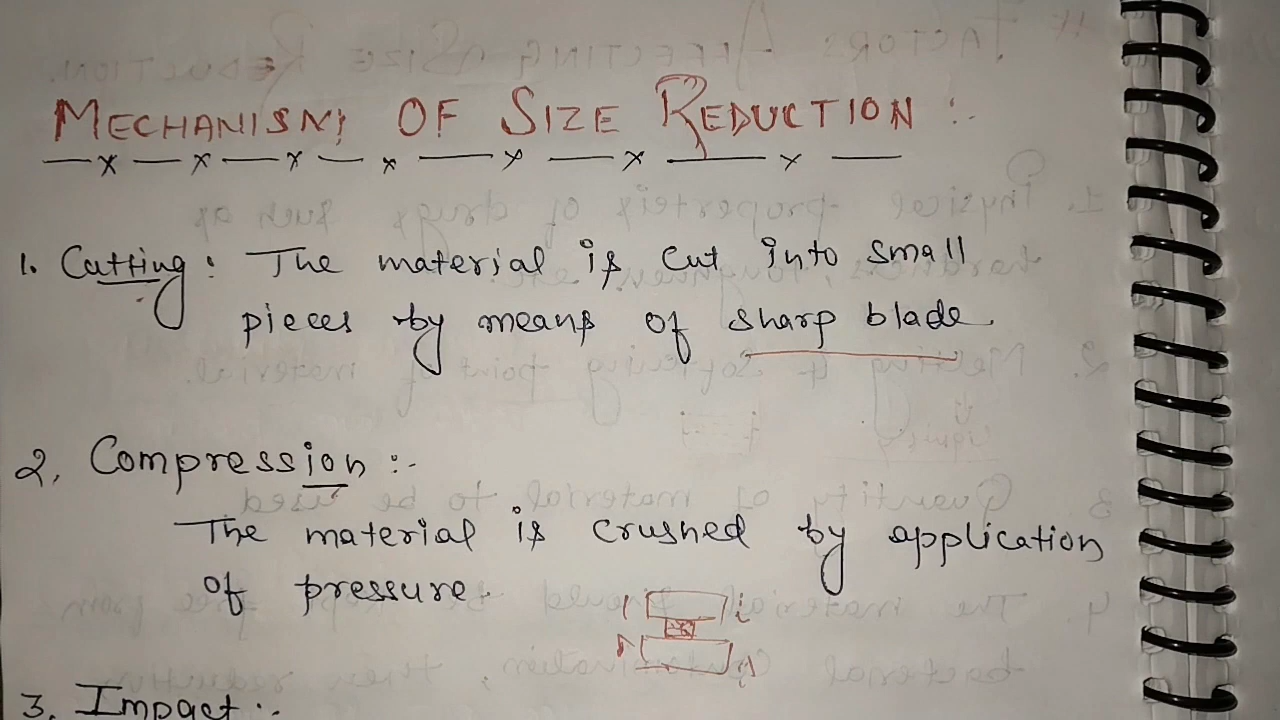 MECHANISM OF SIZE REDUCTION :-
1. Cutting : The material is cut into small
pieces by means of sharp blade.
2. Compression :-
The material is crushed by application
of pressure.
3. Impact :-